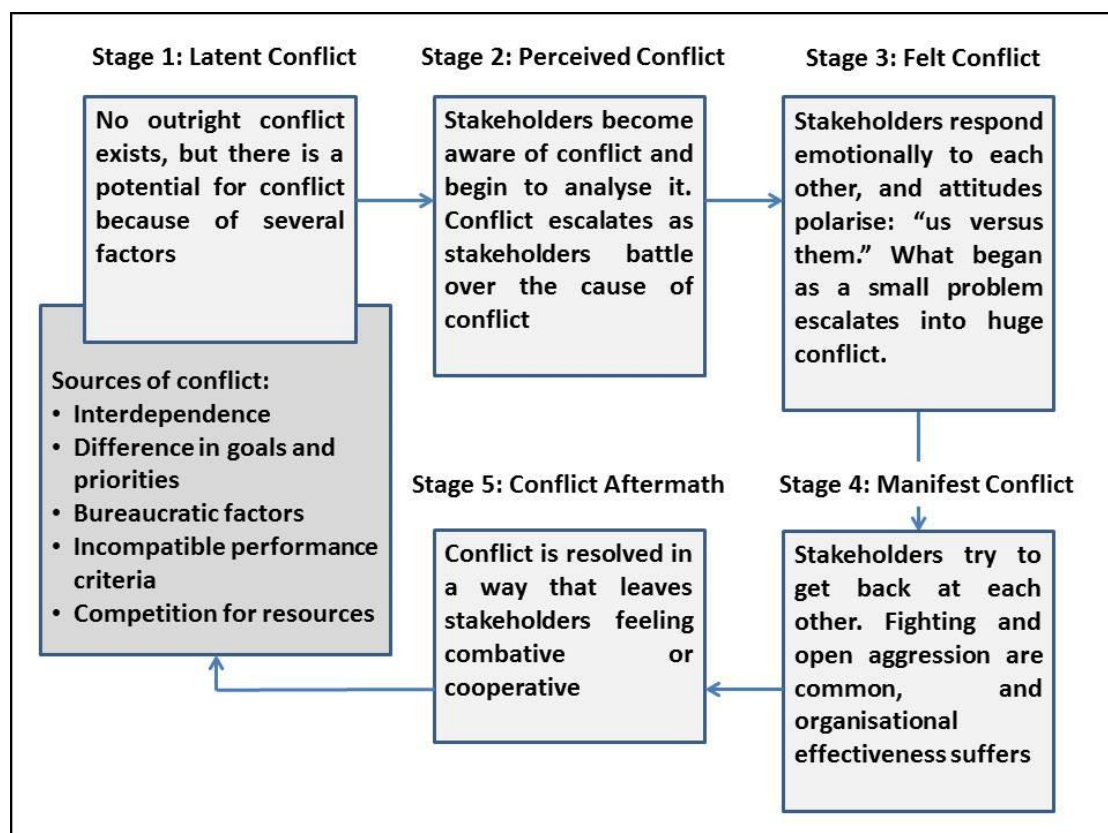 Stage 1: Latent Conflict
No outright conflict
exists, but there is a
potential for conflict
because of several
factors
Sources of conflict:
• Interdependence
• Difference in goals and
priorities
• Bureaucratic factors
• Incompatible performance
criteria
• Competition for resources
Stage 2: Perceived Conflict
Stakeholders become
aware of conflict and
begin to analyse it.
Conflict escalates as
stakeholders battle
over the cause of
conflict
Stage 3: Felt Conflict
Stakeholders respond
emotionally to each
other, and attitudes
polarise: “us versus
them.” What began
as a small problem
escalates into huge
conflict.
Stage 4: Manifest Conflict
Stakeholders try to
get back at each
other. Fighting and
open aggression are
common, and
organisational
effectiveness suffers
Stage 5: Conflict Aftermath
Conflict is resolved in
a way that leaves
stakeholders feeling
combative or
cooperative